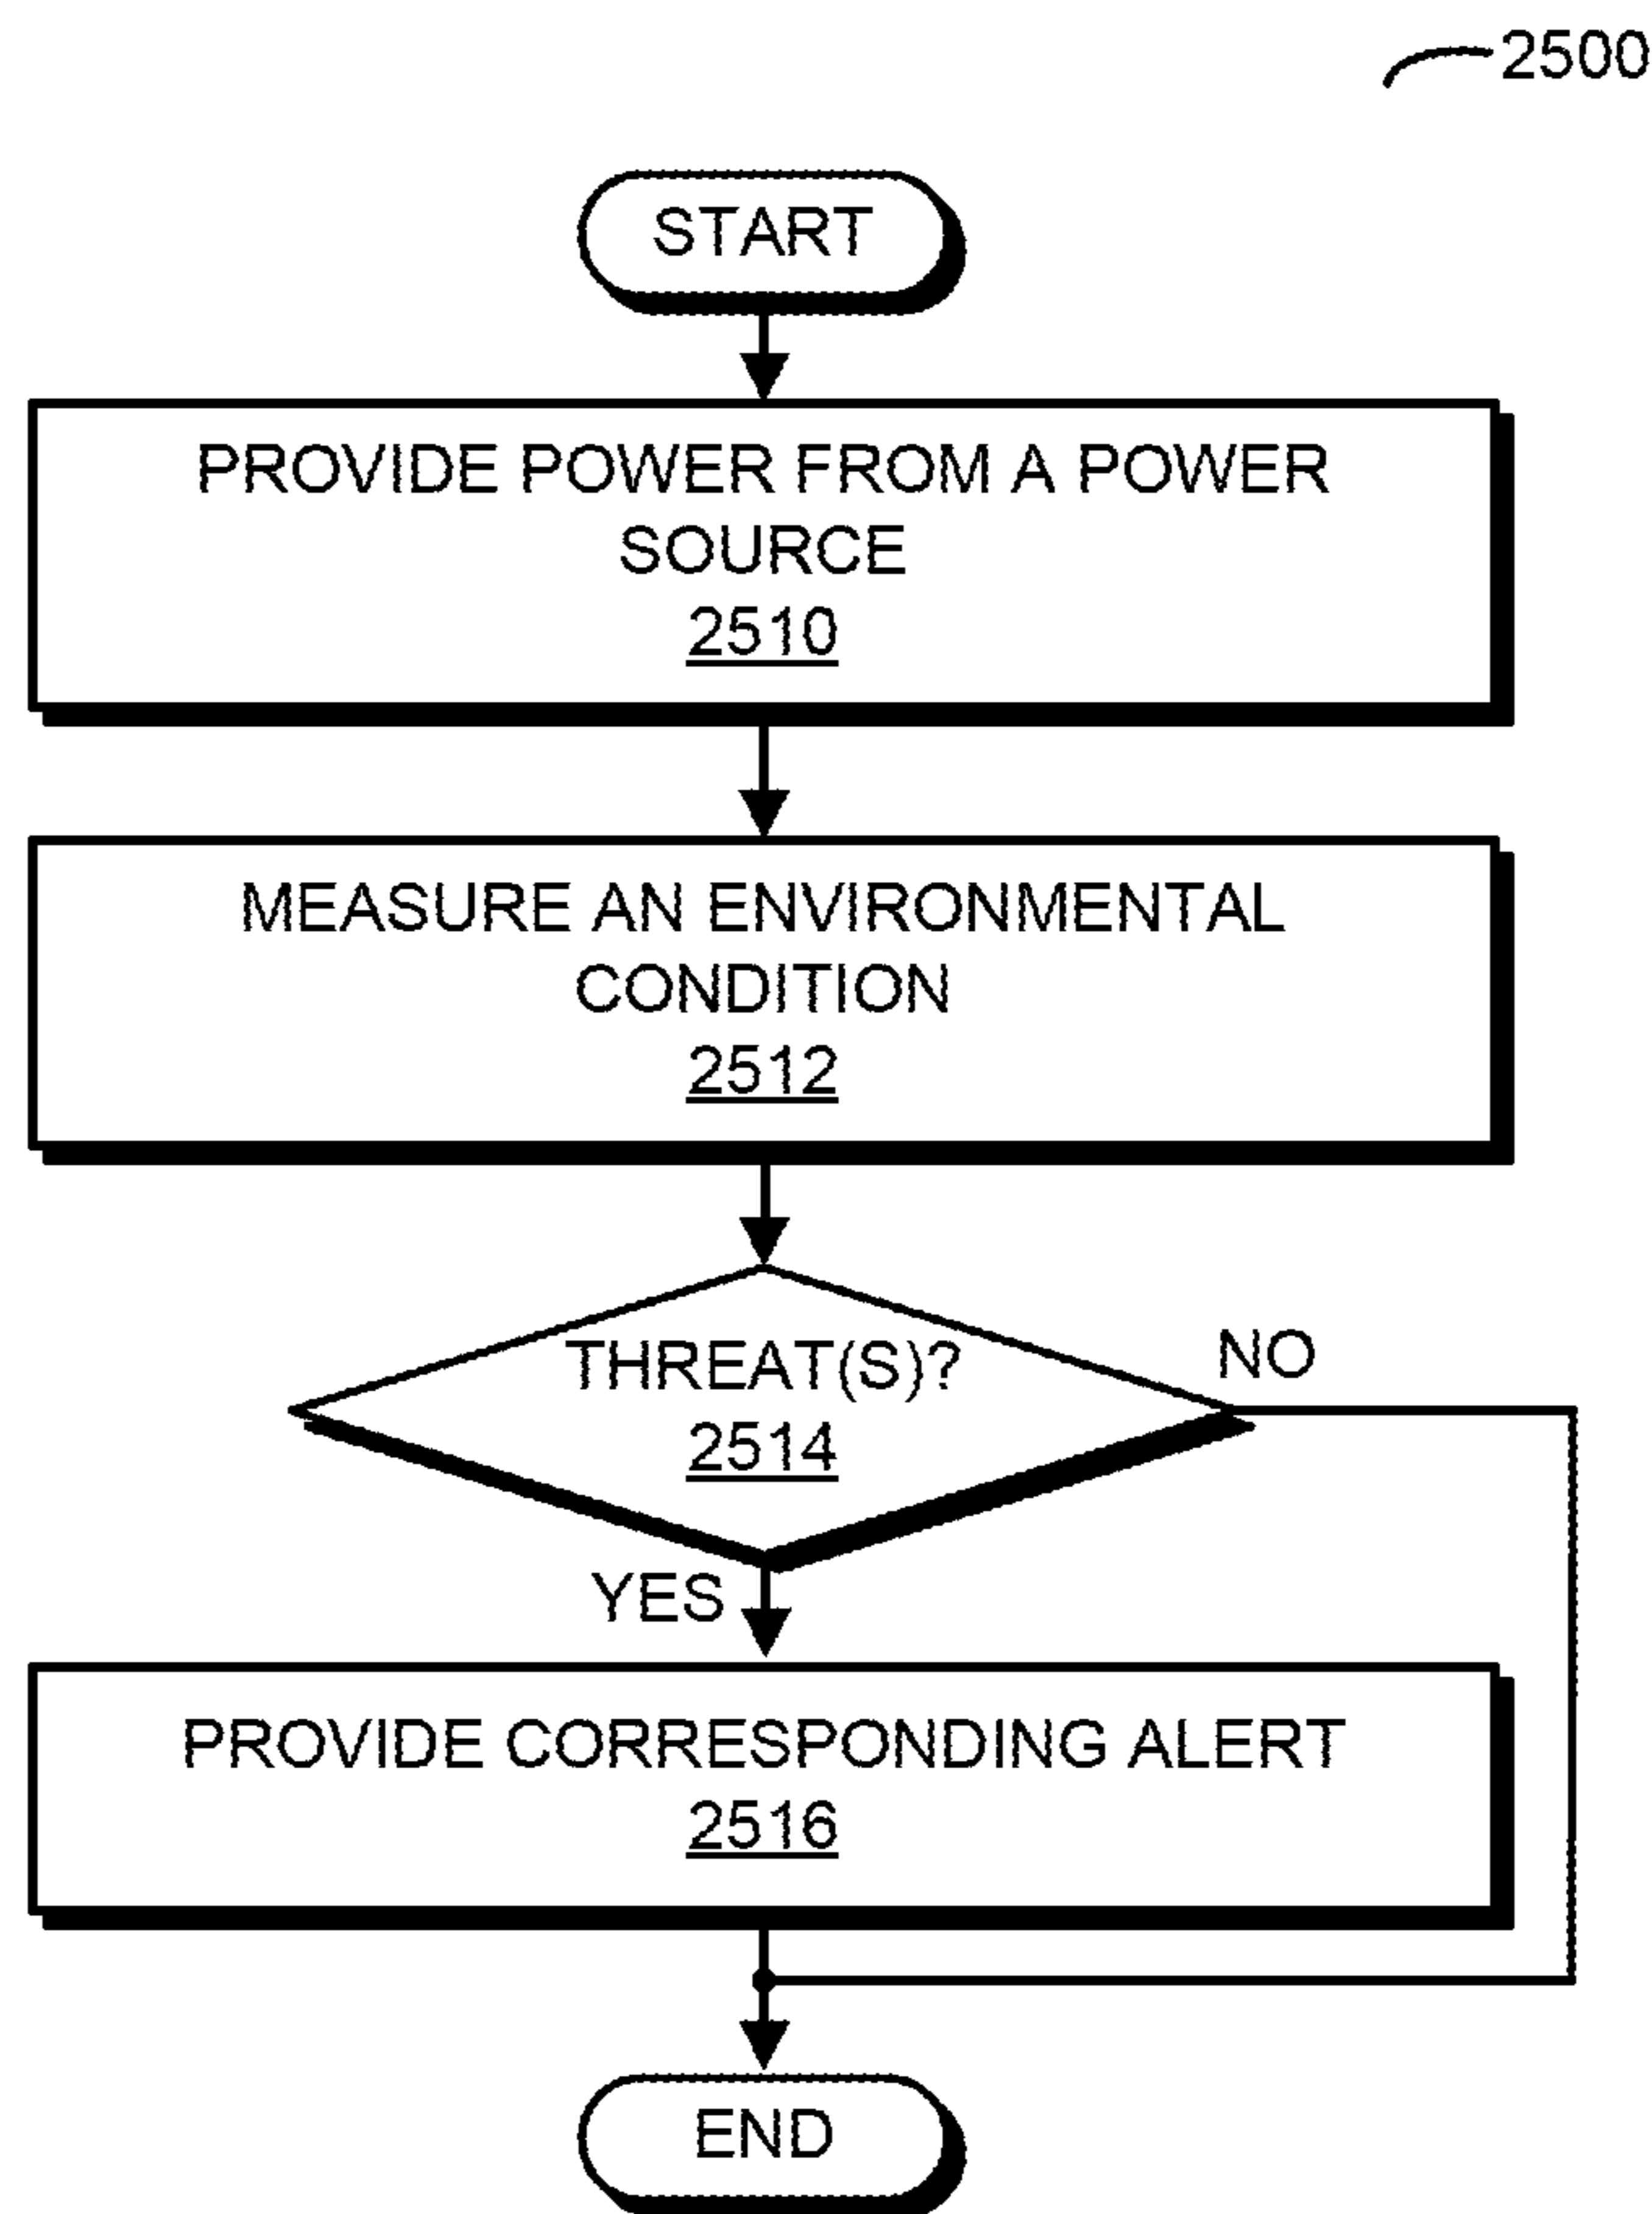 2500
START
PROVIDE POWER FROM A POWER
SOURCE
2510
MEASURE AN ENVIRONMENTAL
CONDITION
2512
THREAT(S)?
2514
NO
YES
PROVIDE CORRESPONDING ALERT
2516
END